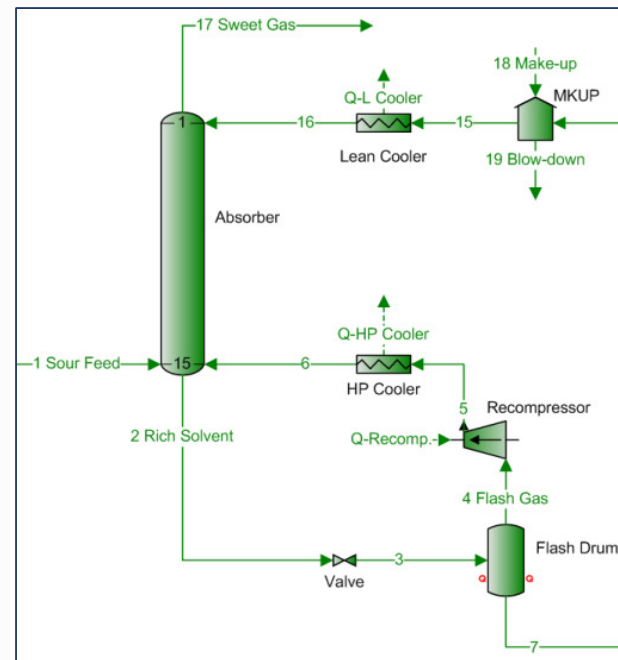 17 Sweet Gas
18 Make-up
MKUP
Q-L Cooler
1
16
15
Lean Cooler
19 Blow-down
Absorber
Q-HP Cooler
1 Sour Feed
15
6
HP Cooler
5
Recompressor
2 Rich Solvent
Q-Recomp.
4 Flash Gas
3
Valve
Flash Drum
Q
Q
7